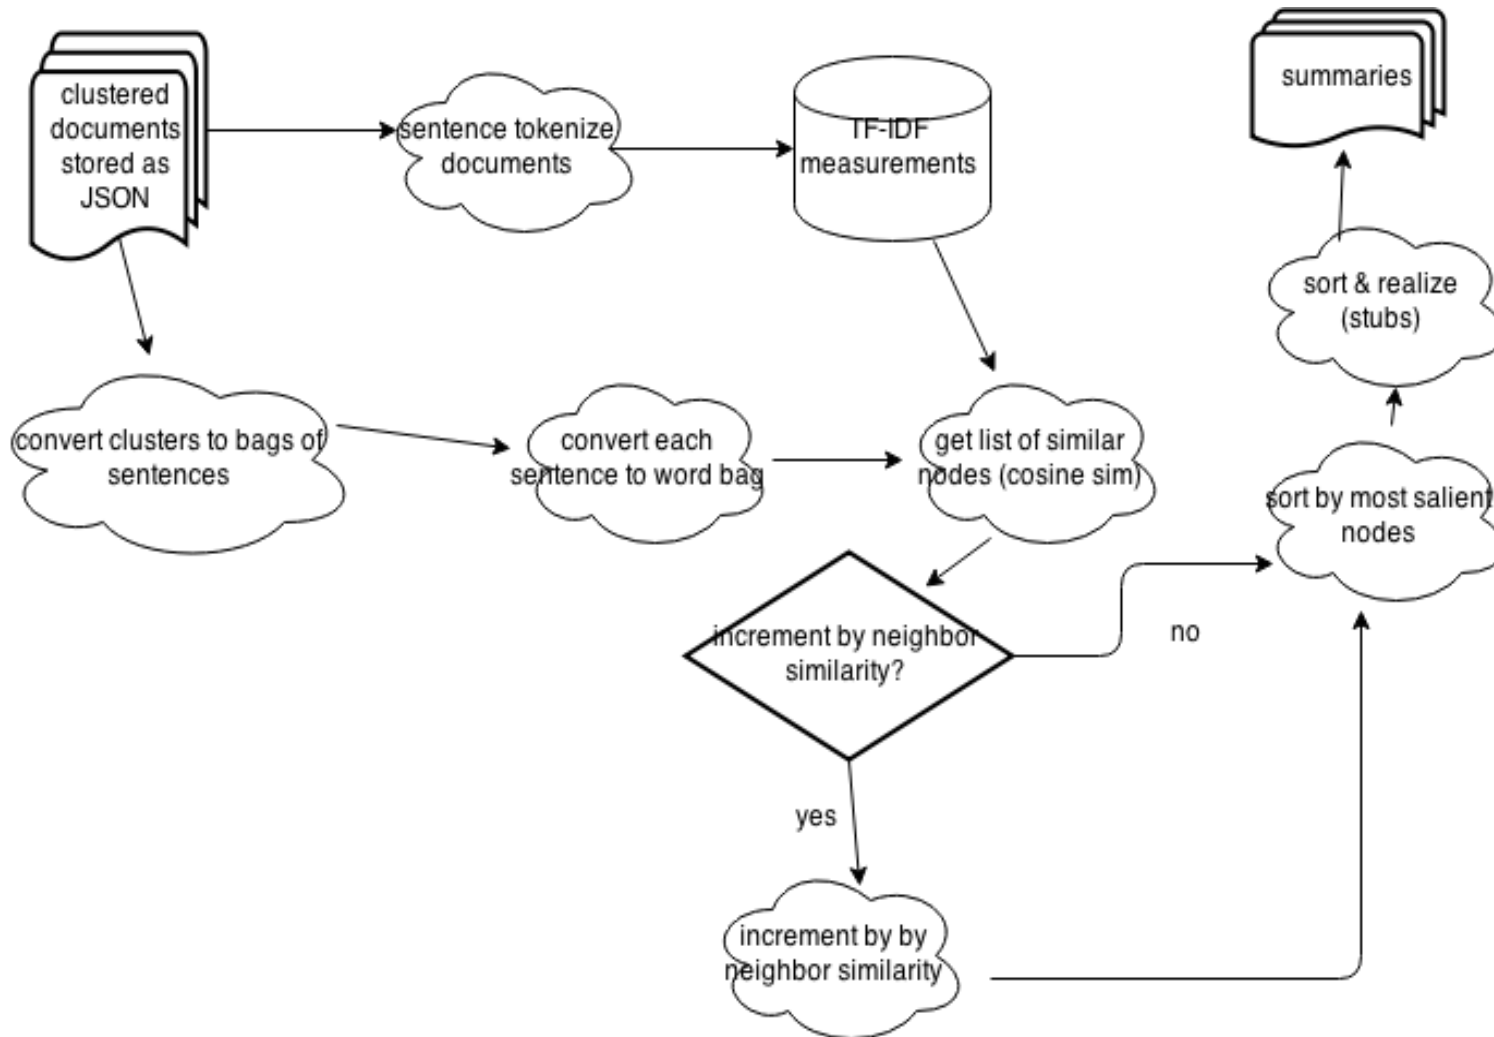 clustered
documents
stored as
JSON
sentence tokenize
documents
TF-IDF
measurements
summaries
sort & realize
(stubs)
convert clusters to bags of
sentences
convert each
sentence to word bag
get list of similar
nodes (cosine sim)
sort by most salient
nodes
increment by neighbor
similarity?
no
yes
increment by by
neighbor similarity